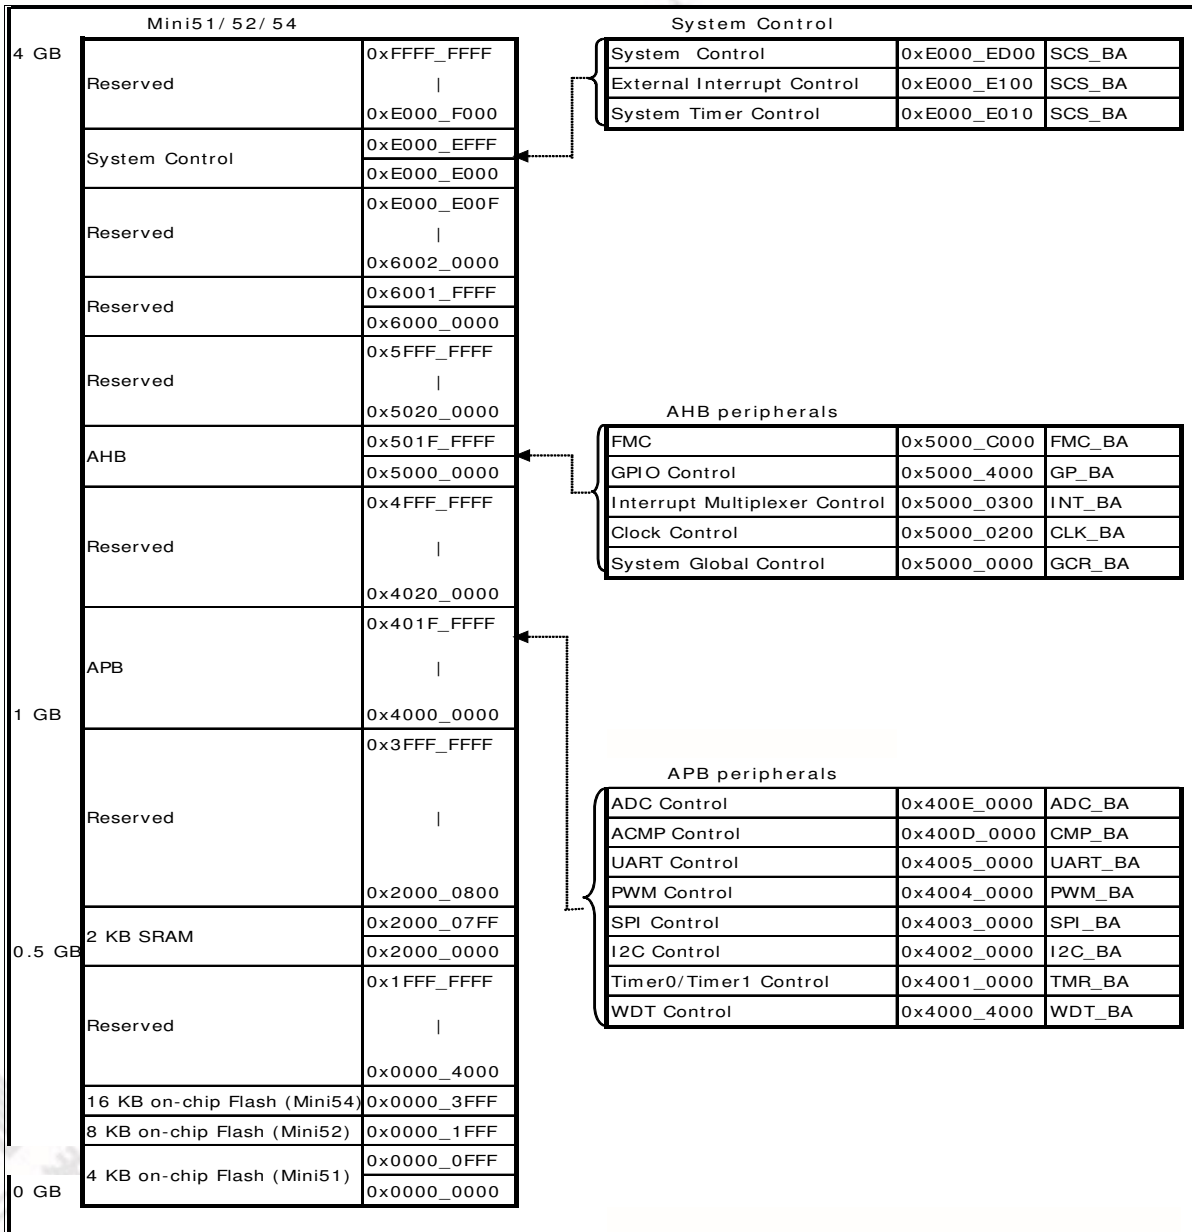 Mini51/52/54
4 GB
Reserved
0xFFFF_FFFF
|
0xE000_F000
System Control
0xE000_EFFF
0xE000_E000
Reserved
0xE000_E00F
|
0x6002_0000
Reserved
0x6001_FFFF
0x6000_0000
Reserved
0x5FFF_FFFF
|
0x5020_0000
AHB
0x501F_FFFF
0x5000_0000
Reserved
0x4FFF_FFFF
|
0x4020_0000
APB
0x401F_FFFF
|
1 GB
0x4000_0000
Reserved
0x3FFF_FFFF
|
0x2000_0800
2 KB SRAM
0x2000_07FF
0.5 GB
0x2000_0000
Reserved
0x1FFF_FFFF
|
0x0000_4000
16 KB on-chip Flash (Mini54) 0x0000_3FFF
8 KB on-chip Flash (Mini52) 0x0000_1FFF
4 KB on-chip Flash (Mini51)
0x0000_0FFF
0 GB
0x0000_0000
System Control
System Control 0xE000_ED00 SCS_BA
External Interrupt Control 0xE000_E100 SCS_BA
System Timer Control 0xE000_E010 SCS_BA
AHB peripherals
FMC 0x5000_C000 FMC_BA
GPIO Control 0x5000_4000 GP_BA
Interrupt Multiplexer Control 0x5000_0300 INT_BA
Clock Control 0x5000_0200 CLK_BA
System Global Control 0x5000_0000 GCR_BA
APB peripherals
ADC Control 0x400E_0000 ADC_BA
ACMP Control 0x400D_0000 CMP_BA
UART Control 0x4005_0000 UART_BA
PWM Control 0x4004_0000 PWM_BA
SPI Control 0x4003_0000 SPI_BA
I2C Control 0x4002_0000 I2C_BA
Timer0/Timer1 Control 0x4001_0000 TMR_BA
WDT Control 0x4000_4000 WDT_BA